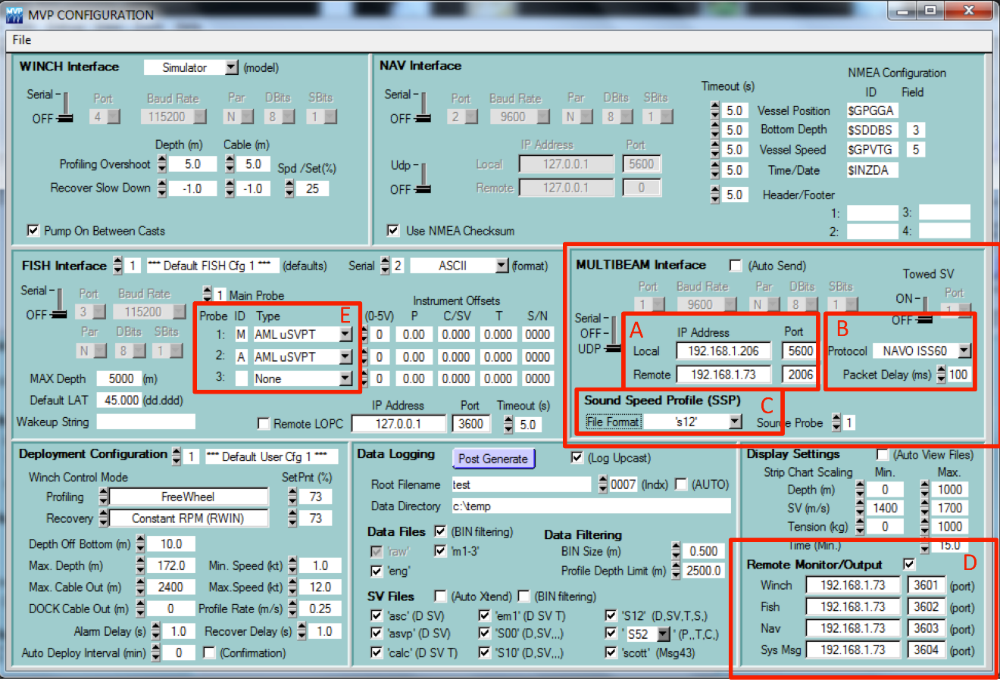 MVP CONFIGURATION
File
WINCH Interface Simulator (model)
Serial Port Baud Rate Par DBits SBits
OFF 4 115200 N 8 1
Depth (m) Cable (m)
Profiling Overshoot 5.0 5.0 Spd /Set(%)
Recover Slow Down -1.0 -1.0 25
Pump On Between Casts
NAV Interface
Serial Port Baud Rate Par DBits SBits
OFF 2 9600 N 8 1
IP Address Port
Udp Local 127.0.0.1 5600
OFF Remote 127.0.0.1 0
Use NMEA Checksum
NMEA Configuration
Timeout (s) ID Field
5.0 Vessel Position $GPGGA
5.0 Bottom Depth $SDDBS 3
5.0 Vessel Speed $GPVTG 5
5.0 Time/Date $INZDA
5.0 Header/Footer
1: 3:
2: 4:
FISH Interface 1 *** Default FISH Cfg 1 *** (defaults) Serial 2 ASCII (format)
Serial Port Baud Rate 1 Main Probe
OFF 3 115200
Par DBits SBits
N 8 1
Instrument Offsets
Probe ID Type E (0-5V) P C/SV T S/N
1: M AML uSVPT 0 0.00 0.000 0.000 0000
2: A AML uSVPT 0 0.00 0.000 0.000 0000
3: None 0 0.00 0.000 0.000 0000
MAX Depth 5000 (m)
Default LAT 45.000 (dd.ddd)
Wakeup String
IP Address Port Timeout (s)
Remote LOPC 127.0.0.1 3600 5.0
MULTIBEAM Interface (Auto Send)
Port Baud Rate Par DBits SBits
1 9600 N 8 1
Towed SV
ON Port
OFF 1
Serial
OFF
UDP
A IP Address Port
Local 192.168.1.206 5600
Remote 192.168.1.73 2006
B
Protocol NAVO ISS60
Packet Delay (ms) 100
Sound Speed Profile (SSP) C
File Format 's12' Source Probe 1
Deployment Configuration 1 *** Default User Cfg 1 ***
Winch Control Mode SetPnt (%)
Profiling FreeWheel 73
Recovery Constant RPM (RWIN) 73
Depth Off Bottom (m) 10.0
Max. Depth (m) 172.0 Min. Speed (kt) 1.0
Max. Cable Out (m) 2400 Max.Speed (kt) 12.0
DOCK Cable Out (m) 0 Profile Rate (m/s) 0.25
Alarm Delay (s) 1.0 Recover Delay (s) 1.0
Auto Deploy Interval (min) 0 (Confirmation)
Data Logging Post Generate (Log Upcast)
Root Filename test 0007 (Indx) (AUTO)
Data Directory c:\temp
Data Files (BIN filtering)
'raw' 'm1-3'
'eng'
Data Filtering
BIN Size (m) 0.500
Profile Depth Limit (m) 2500.0
SV Files (Auto Xtend) (BIN filtering)
'asc' (D SV) 'em1' (D SV T) 'S12' (D,SV,T,S,)
'asvp' (D SV) 'S00' (D,SV,,,) ' S52 ' (P,,T,C,)
'calc' (D SV T) 'S10' (D,SV,,,) 'scott' (Msg43)
Display Settings (Auto View Files)
Strip Chart Scaling Min. Max.
Depth (m) 0 1000
SV (m/s) 1400 1700
Tension (kg) 0 1000
Time (Min.) 15.0
Remote Monitor/Output D
Winch 192.168.1.73 3601 (port)
Fish 192.168.1.73 3602 (port)
Nav 192.168.1.73 3603 (port)
Sys Msg 192.168.1.73 3604 (port)